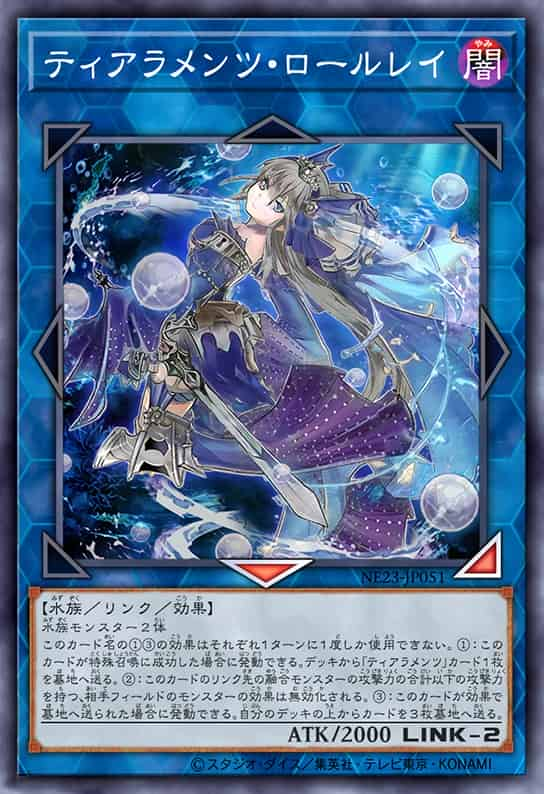 ティアラメンツ・ロールレイ
闇
NE23-JP051
【水族／リンク／効果】
水族モンスター２体
このカード名の①③の効果はそれぞれ1ターンに1度しか使用できない。①：この
カードが特殊召喚に成功した場合に発動できる。デッキから「ティアラメンツ」カード1枚
を墓地へ送る。②：このカードのリンク先の融合モンスターの攻撃力の合計以下の攻撃力
を持つ、相手フィールドのモンスターの効果は無効化される。③：このカードが効果で
墓地へ送られた場合に発動できる。自分のデッキの上からカードを３枚墓地へ送る。
ATK/2000 LINK-2
©スタジオ・ダイス／集英社・テレビ東京・KONAMI